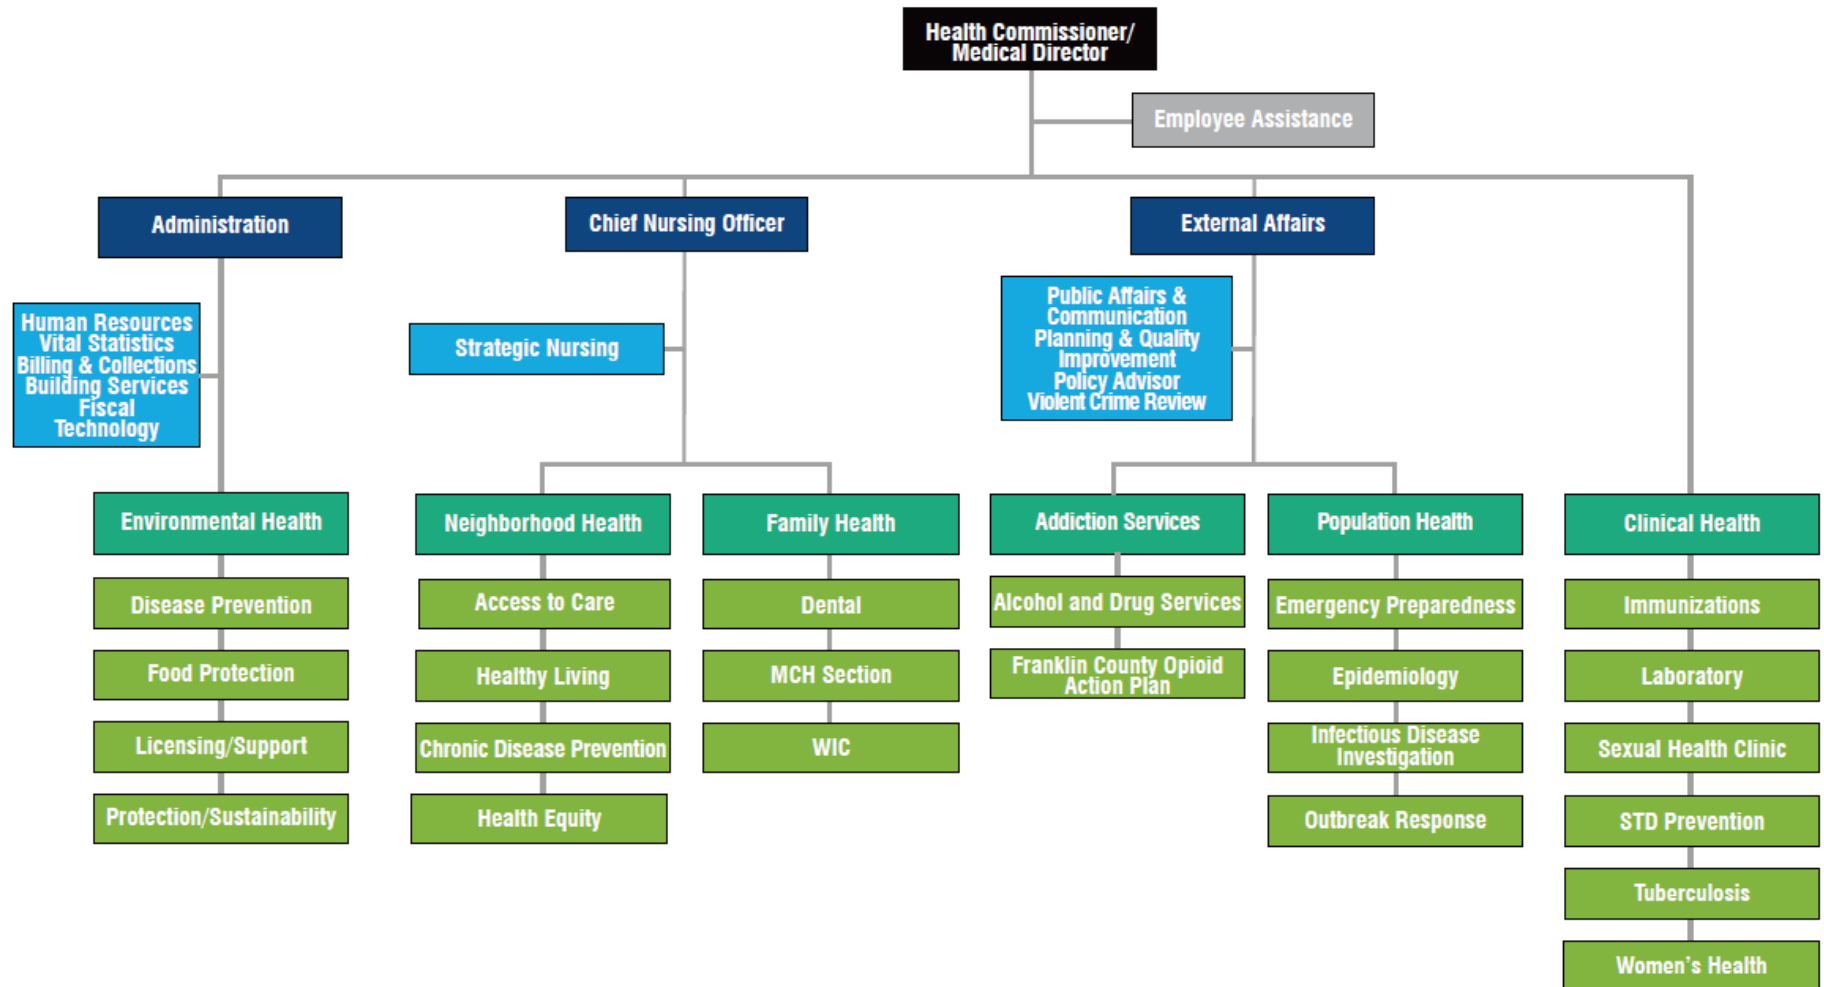 Health Commissioner/
Medical Director
Employee Assistance
Administration
Chief Nursing Officer
External Affairs
Human Resources
Vital Statistics
Billing & Collections
Building Services
Fiscal
Technology
Strategic Nursing
Public Affairs &
Communication
Planning & Quality
Improvement
Policy Advisor
Violent Crime Review
Environmental Health
Neighborhood Health
Family Health
Addiction Services
Population Health
Clinical Health
Disease Prevention
Food Protection
Licensing/Support
Protection/Sustainability
Access to Care
Healthy Living
Chronic Disease Prevention
Health Equity
Dental
MCH Section
WIC
Alcohol and Drug Services
Franklin County Opioid
Action Plan
Emergency Preparedness
Epidemiology
Infectious Disease
Investigation
Outbreak Response
Immunizations
Laboratory
Sexual Health Clinic
STD Prevention
Tuberculosis
Women's Health